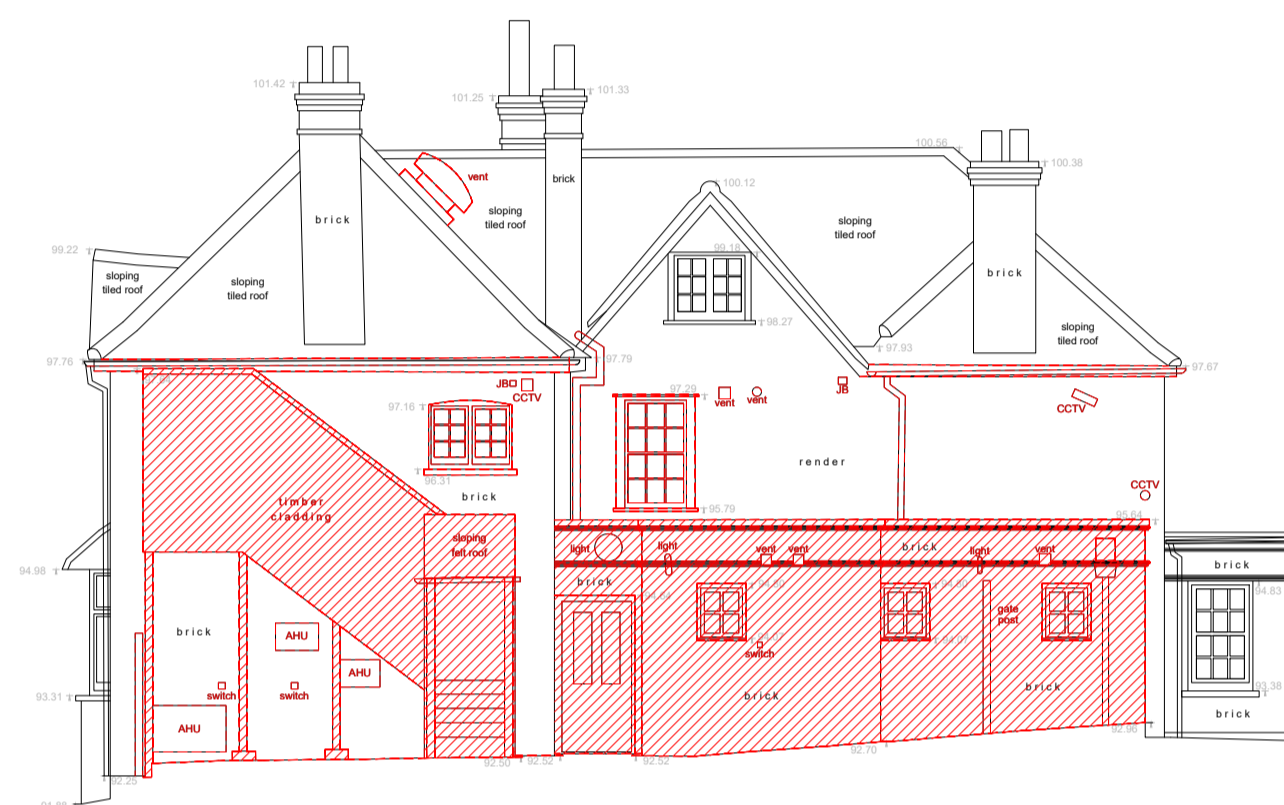 101.42
101.25
101.33
100.56
100.38
vent
brick
100.12
brick
sloping
tiled roof
sloping
tiled roof
99.22
99.18
sloping
tiled roof
sloping
tiled roof
brick
98.27
sloping
tiled roof
97.93
97.76
97.79
97.67
JB
CCTV
97.29
vent
vent
JB
CCTV
97.16
render
96.31
brick
CCTV
timber
cladding
95.79
95.64
sloping
felt roof
light
light
vent
vent
brick
light
vent
94.98
brick
brick
94.83
gate
post
brick
AHU
switch
AHU
switch
switch
brick
brick
93.31
93.38
AHU
brick
92.96
92.70
92.50
92.52
92.52
92.25